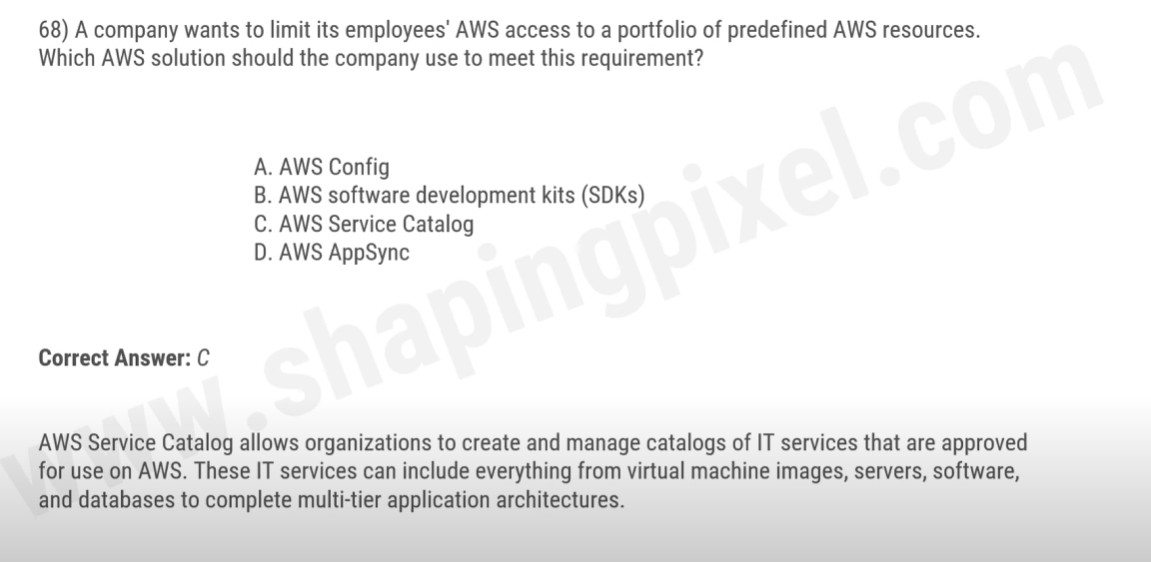 68) A company wants to limit its employees' AWS access to a portfolio of predefined AWS resources.
Which AWS solution should the company use to meet this requirement?
A. AWS Config
B. AWS software development kits (SDKs)
C. AWS Service Catalog
D. AWS AppSync
www.shapingpixel.com
Correct Answer: C
AWS Service Catalog allows organizations to create and manage catalogs of IT services that are approved
for use on AWS. These IT services can include everything from virtual machine images, servers, software,
and databases to complete multi-tier application architectures.